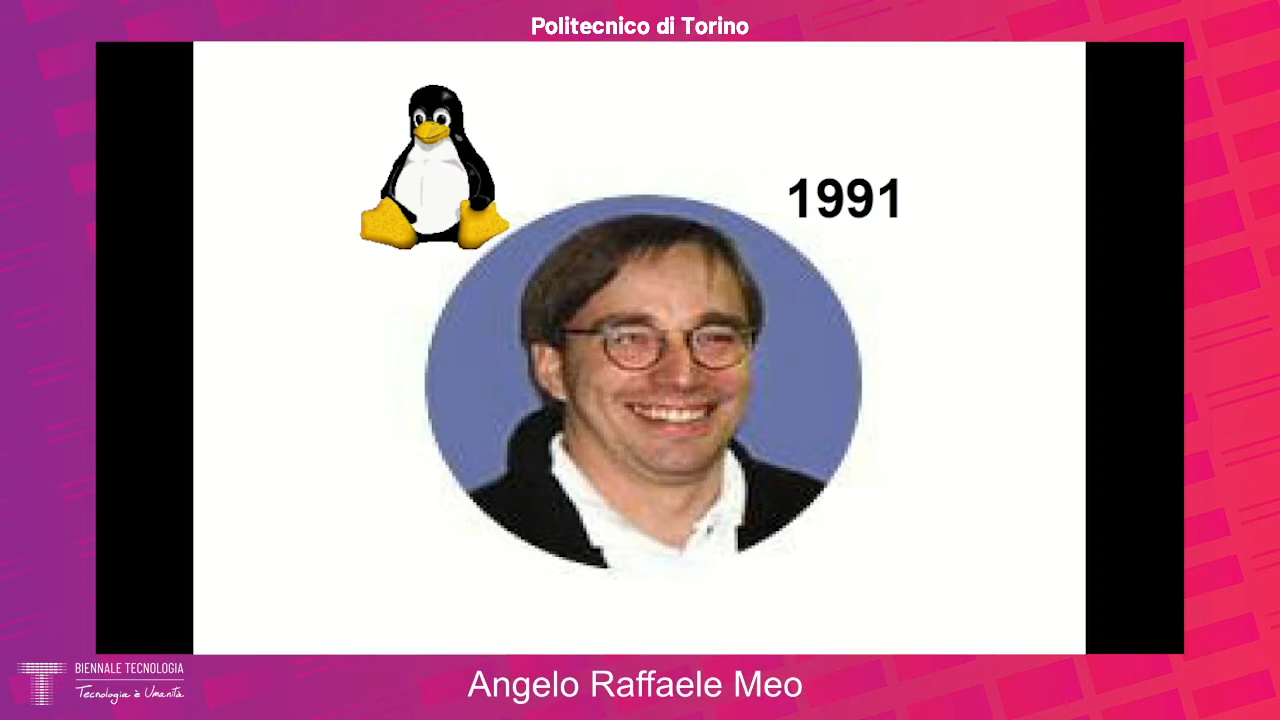 Politecnico di Torino
1991
BIENNALE TECNOLOGIA
Tecnologia è Umanità
Angelo Raffaele Meo